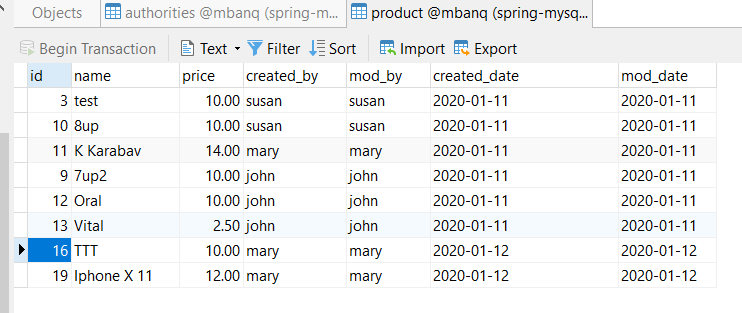 Objects authorities @mbanq (spring-m... product @mbanq (spring-mysq...
Begin Transaction Text Filter Sort Import Export
id name price created_by mod_by created_date mod_date
3 test 10.00 susan susan 2020-01-11 2020-01-11
10 8up 10.00 susan susan 2020-01-11 2020-01-11
11 K Karabav 14.00 mary mary 2020-01-11 2020-01-11
9 7up2 10.00 john john 2020-01-11 2020-01-11
12 Oral 10.00 john john 2020-01-11 2020-01-11
13 Vital 2.50 john john 2020-01-11 2020-01-11
16 TTT 10.00 mary mary 2020-01-12 2020-01-12
19 Iphone X 11 12.00 mary mary 2020-01-12 2020-01-12